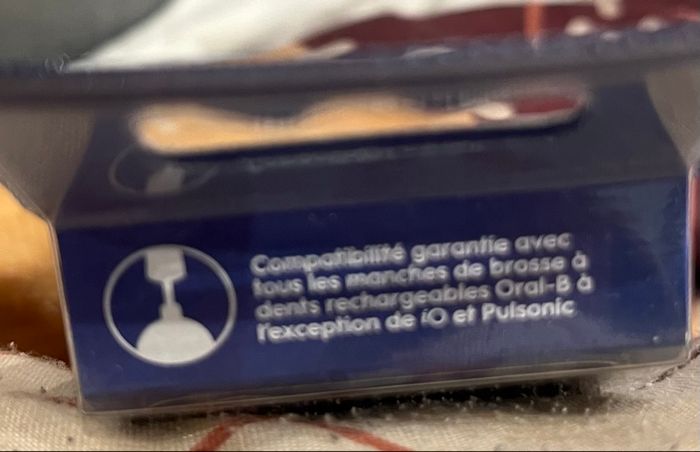 Compatibilité garantie avec
tous les manches de brosse à
dents rechargeables Oral-B à
l'exception de iO et Pulsonic